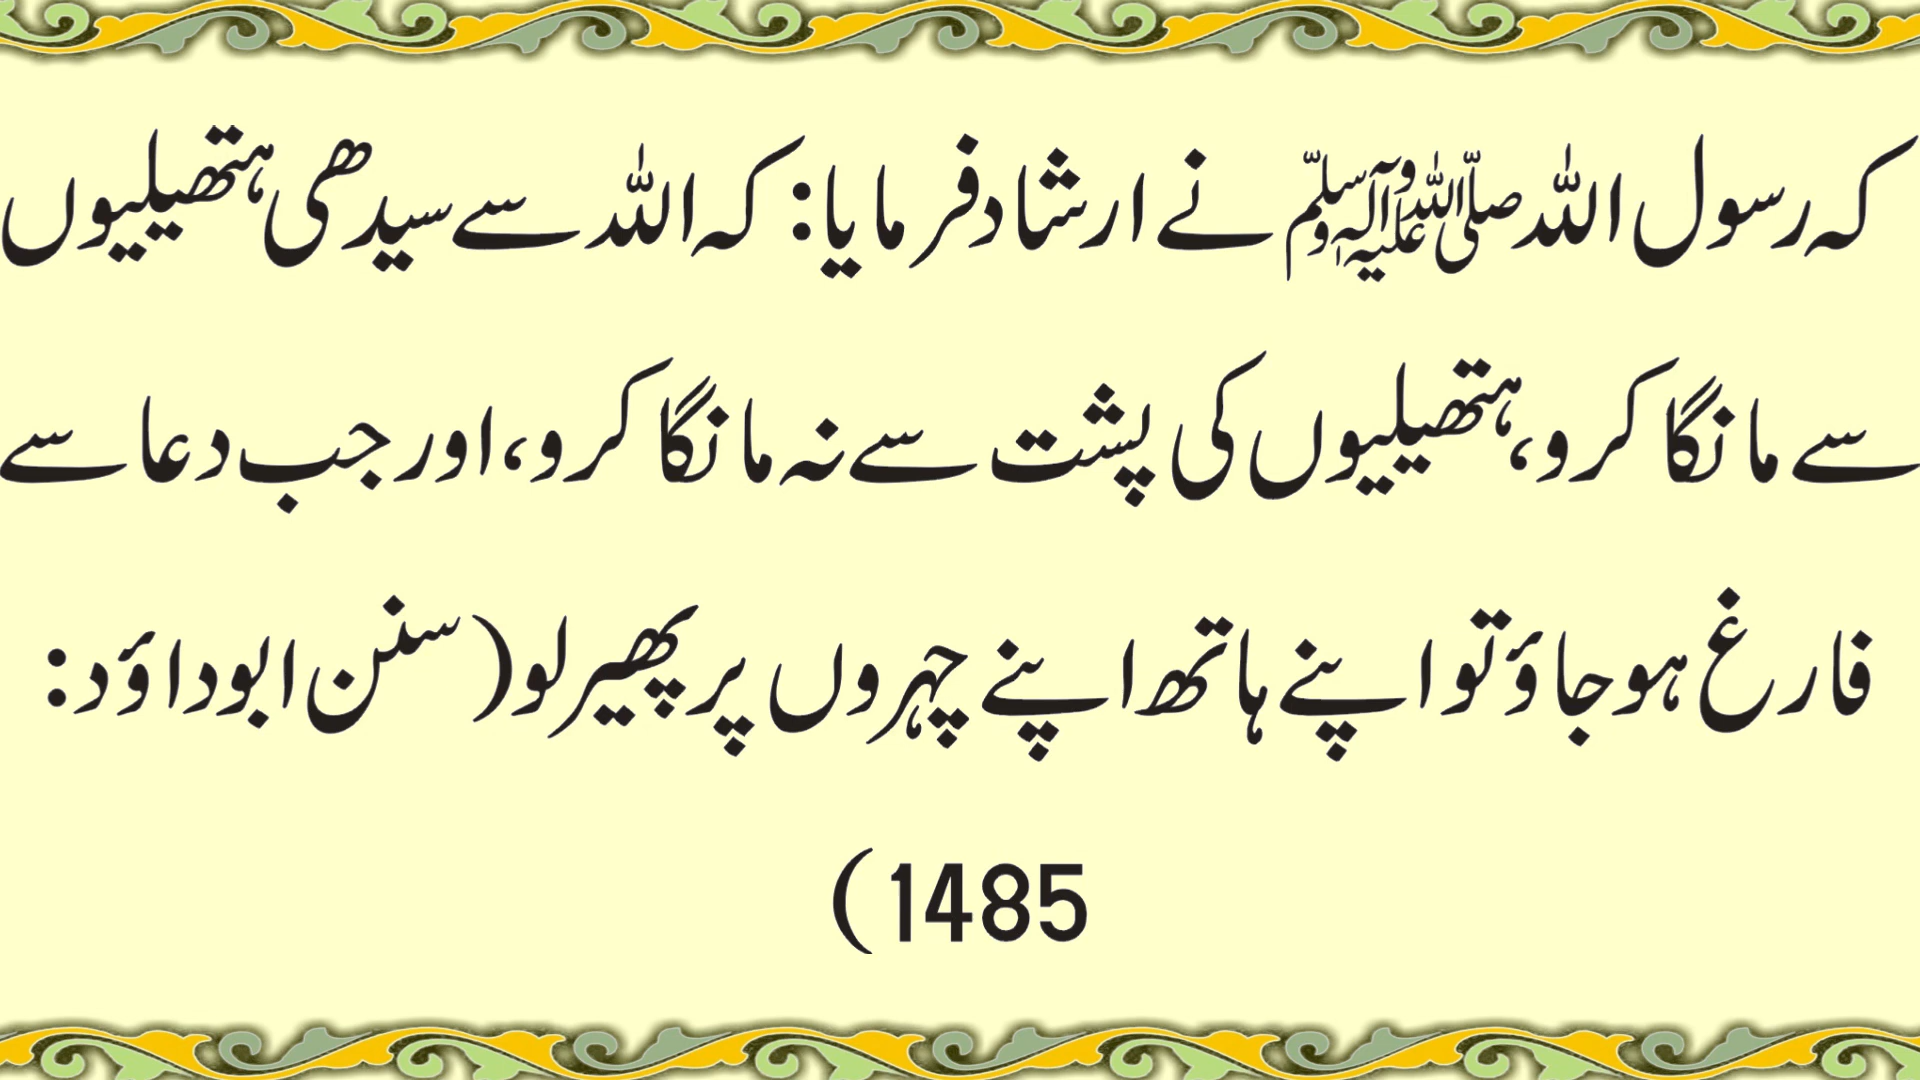 کہ رسول اللہ صلی اللہ علیہ وآلہ وسلم نے ارشاد فرمایا: کہ اللہ سے سیدھی ہتھیلیوں
سے مانگا کرو، ہتھیلیوں کی پشت سے نہ مانگا کرو، اور جب دعا سے
فارغ ہو جاؤ تو اپنے ہاتھ اپنے چہروں پر پھیر لو (سنن ابوداؤد:
1485)